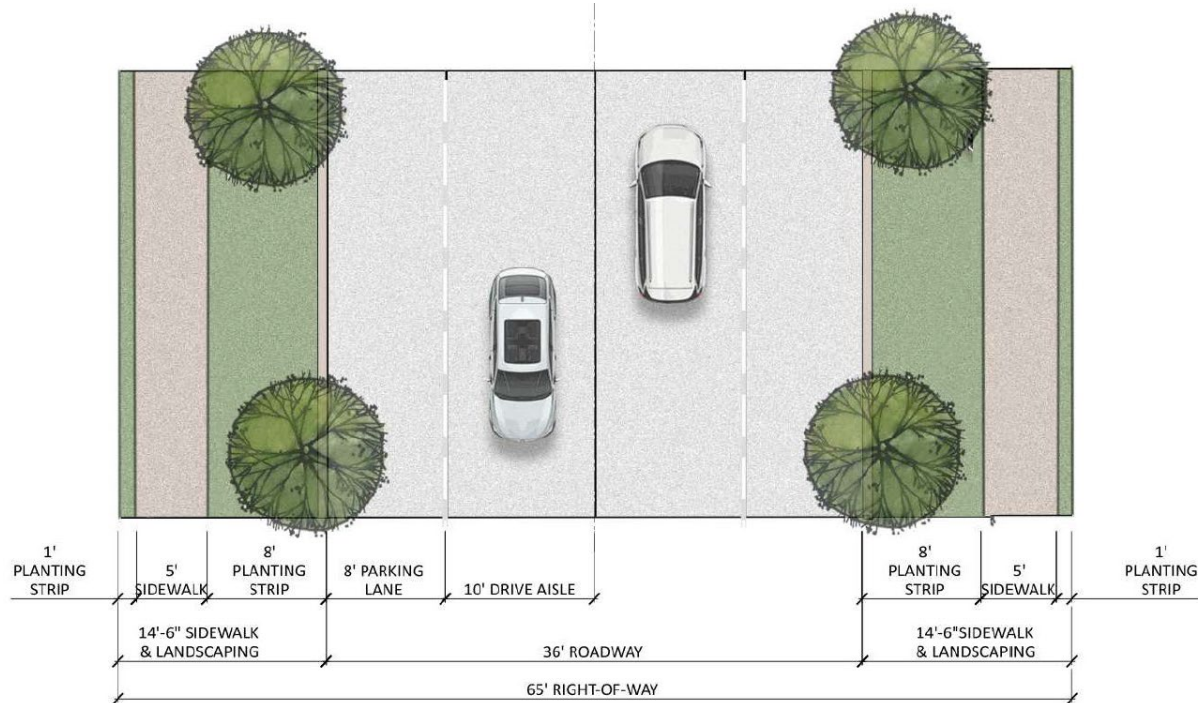 1'
PLANTING
STRIP
5'
SIDEWALK
8'
PLANTING
STRIP
8' PARKING
LANE
10' DRIVE AISLE
8'
PLANTING
STRIP
5'
SIDEWALK
1'
PLANTING
STRIP
14'-6" SIDEWALK
& LANDSCAPING
36' ROADWAY
14'-6"SIDEWALK
& LANDSCAPING
65' RIGHT-OF-WAY